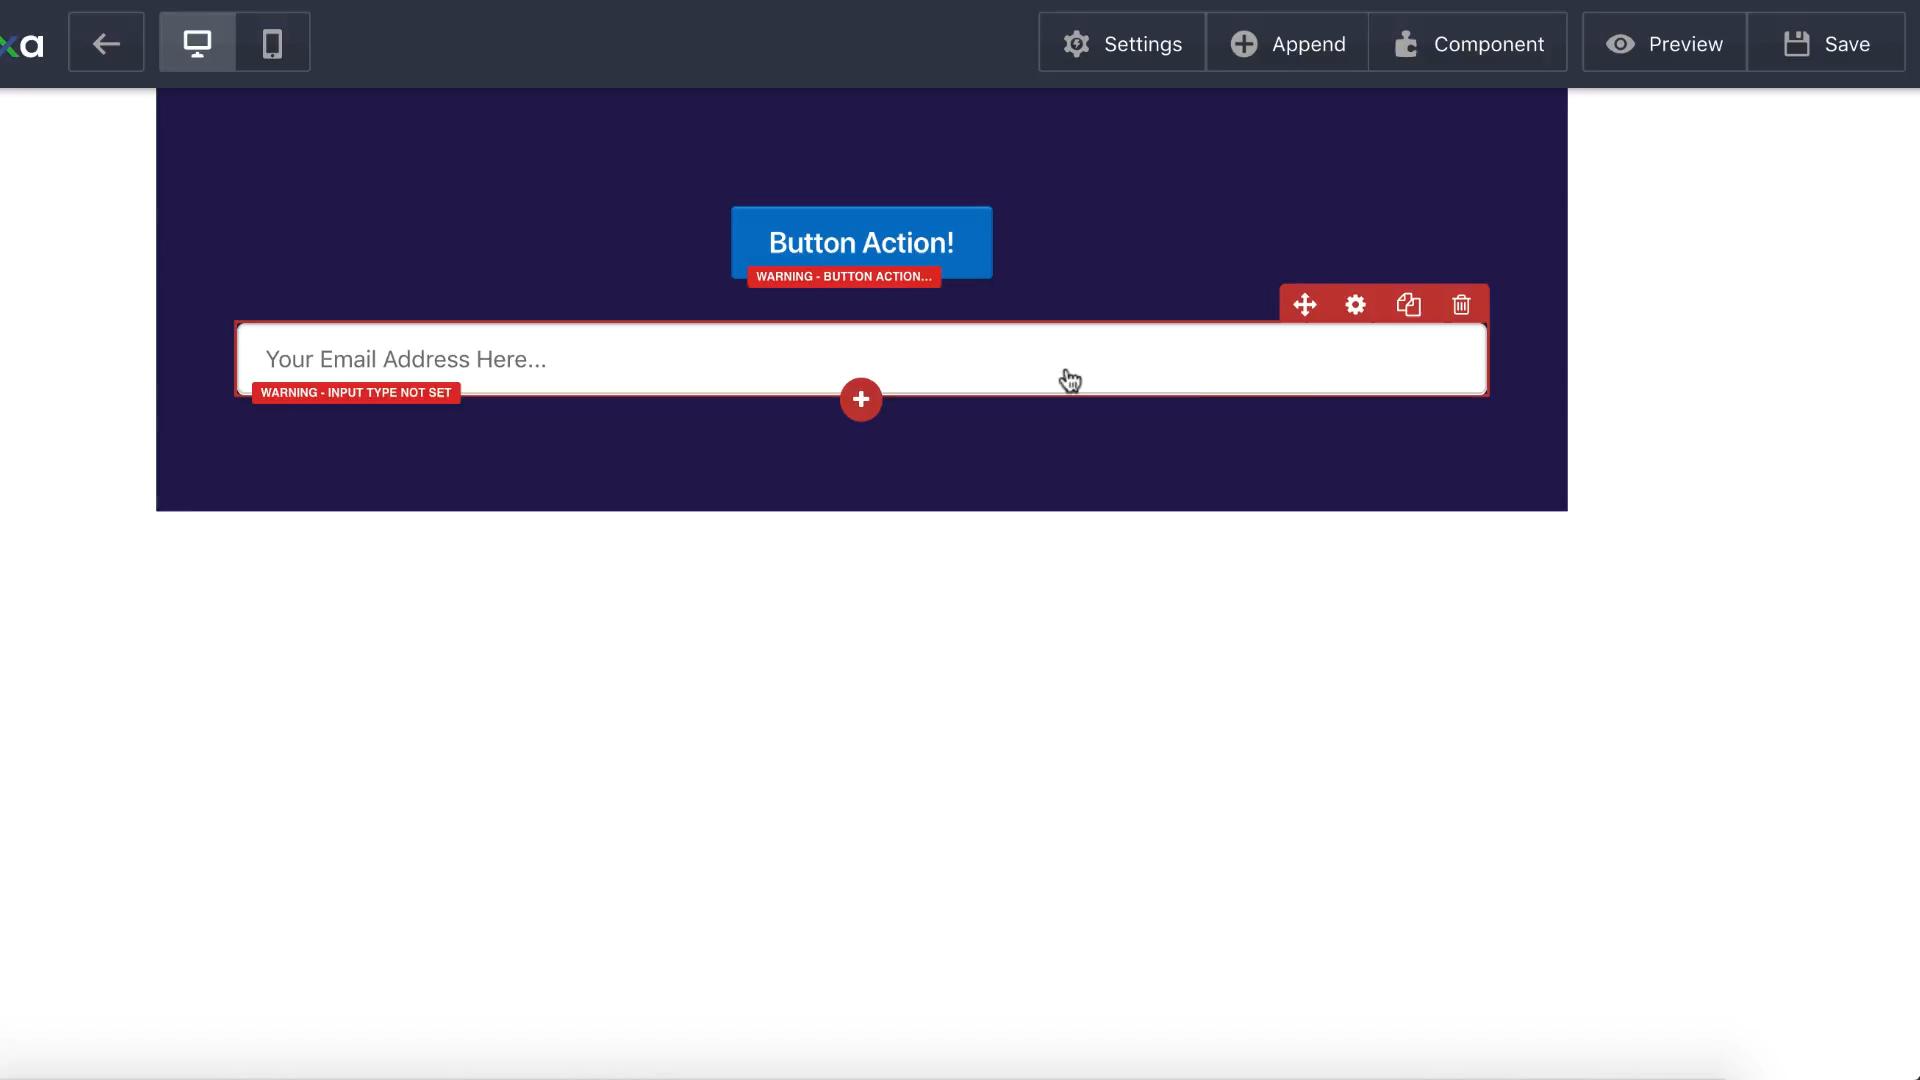 xa
Settings
Append
Component
Preview
Save
Button Action!
WARNING - BUTTON ACTION...
Your Email Address Here...
WARNING - INPUT TYPE NOT SET